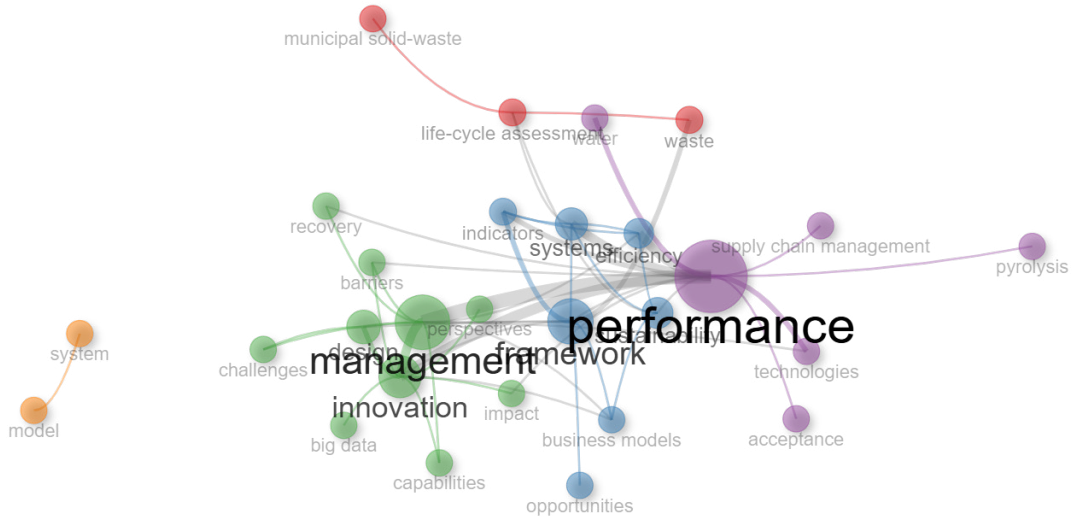 municipal solid-waste
life-cycle assessment
water
waste
recovery
indicators
systems
efficiency
supply chain management
pyrolysis
barriers
perspectives
performance
sustainability
system
design
management
framework
challenges
technologies
innovation
impact
model
big data
business models
acceptance
capabilities
opportunities